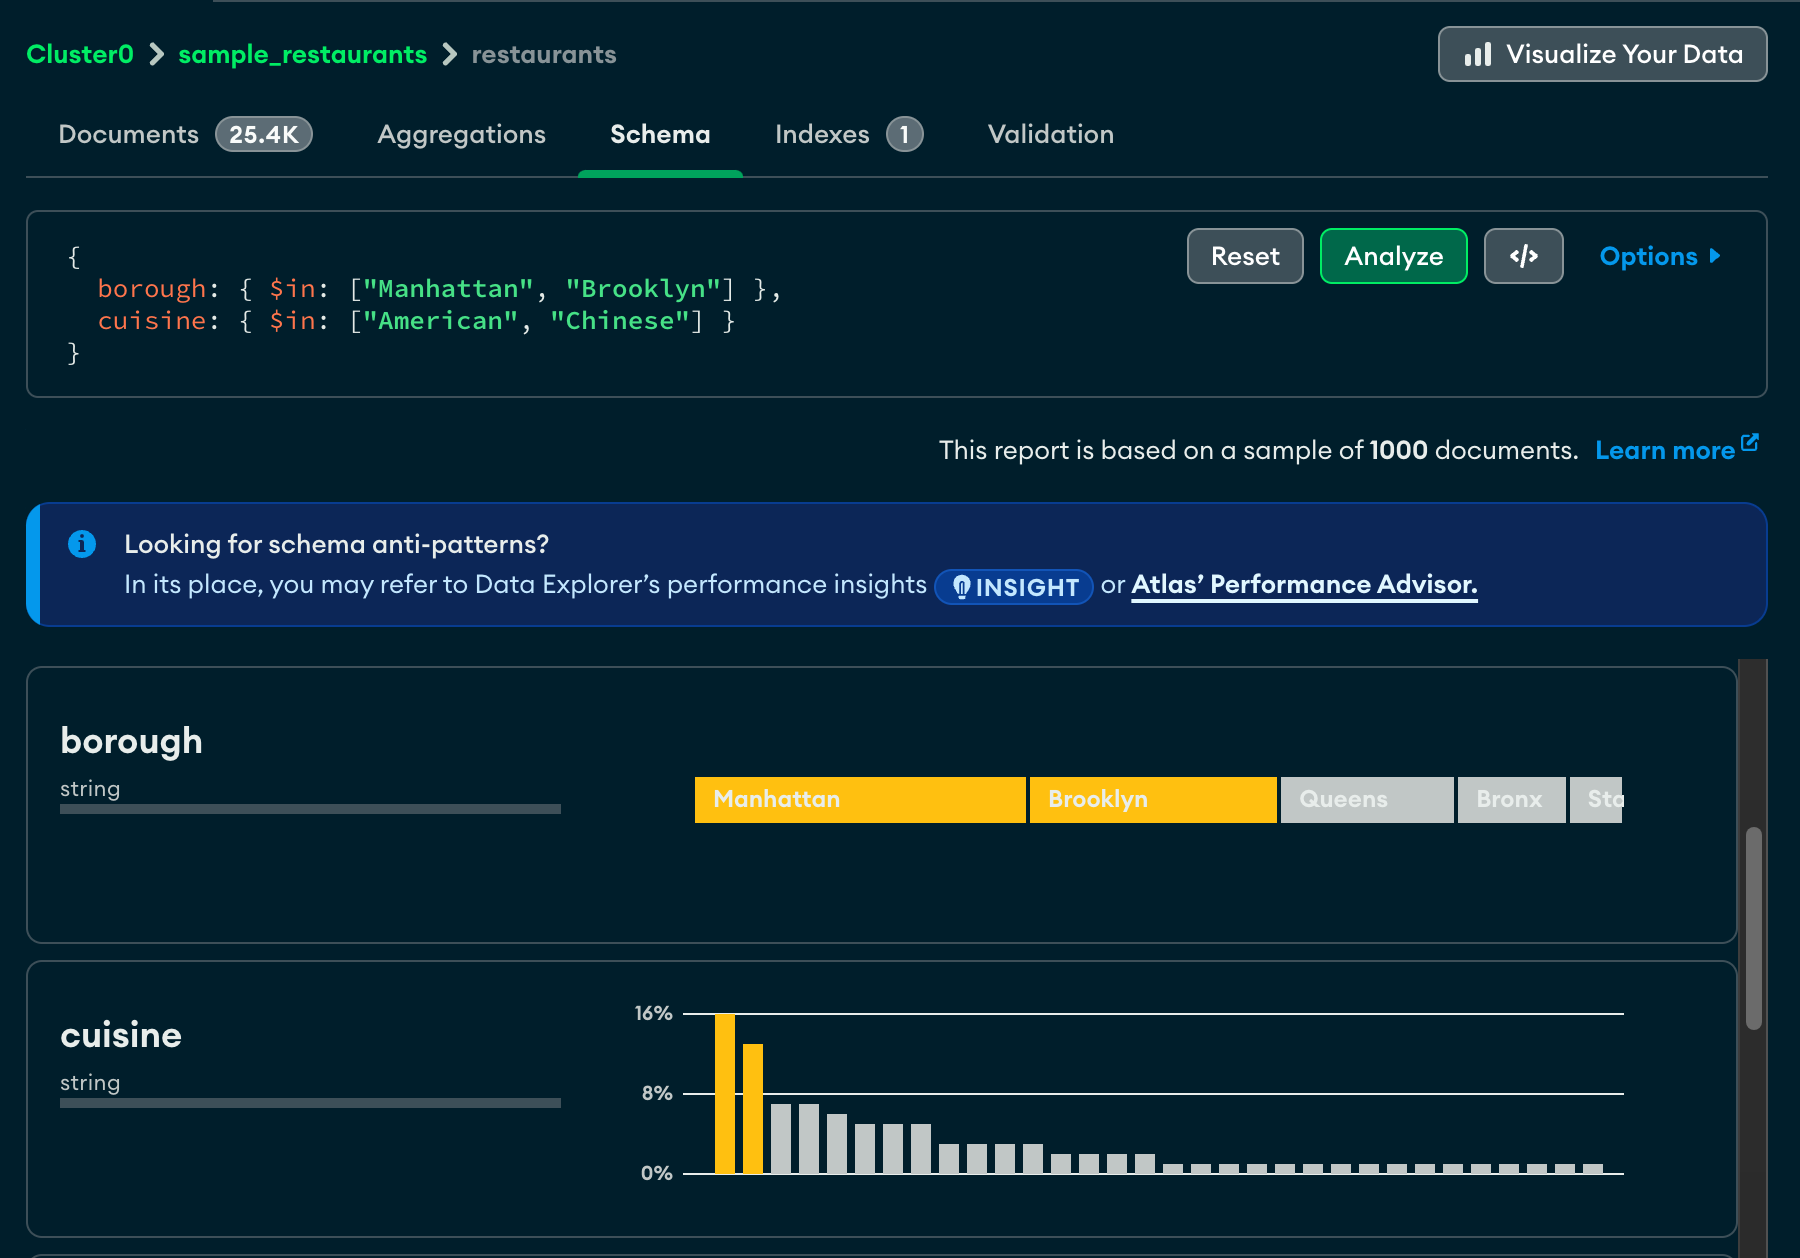 Cluster0 > sample_restaurants > restaurants
Visualize Your Data
Documents 25.4K Aggregations Schema Indexes 1 Validation
{
borough: { $in: ["Manhattan", "Brooklyn"] },
cuisine: { $in: ["American", "Chinese"] }
}
Reset Analyze </> Options
This report is based on a sample of 1000 documents. Learn more
Looking for schema anti-patterns?
In its place, you may refer to Data Explorer’s performance insights INSIGHT or Atlas’ Performance Advisor.
borough
string
Manhattan Brooklyn Queens Bronx Sta
cuisine
string
16%
8%
0%